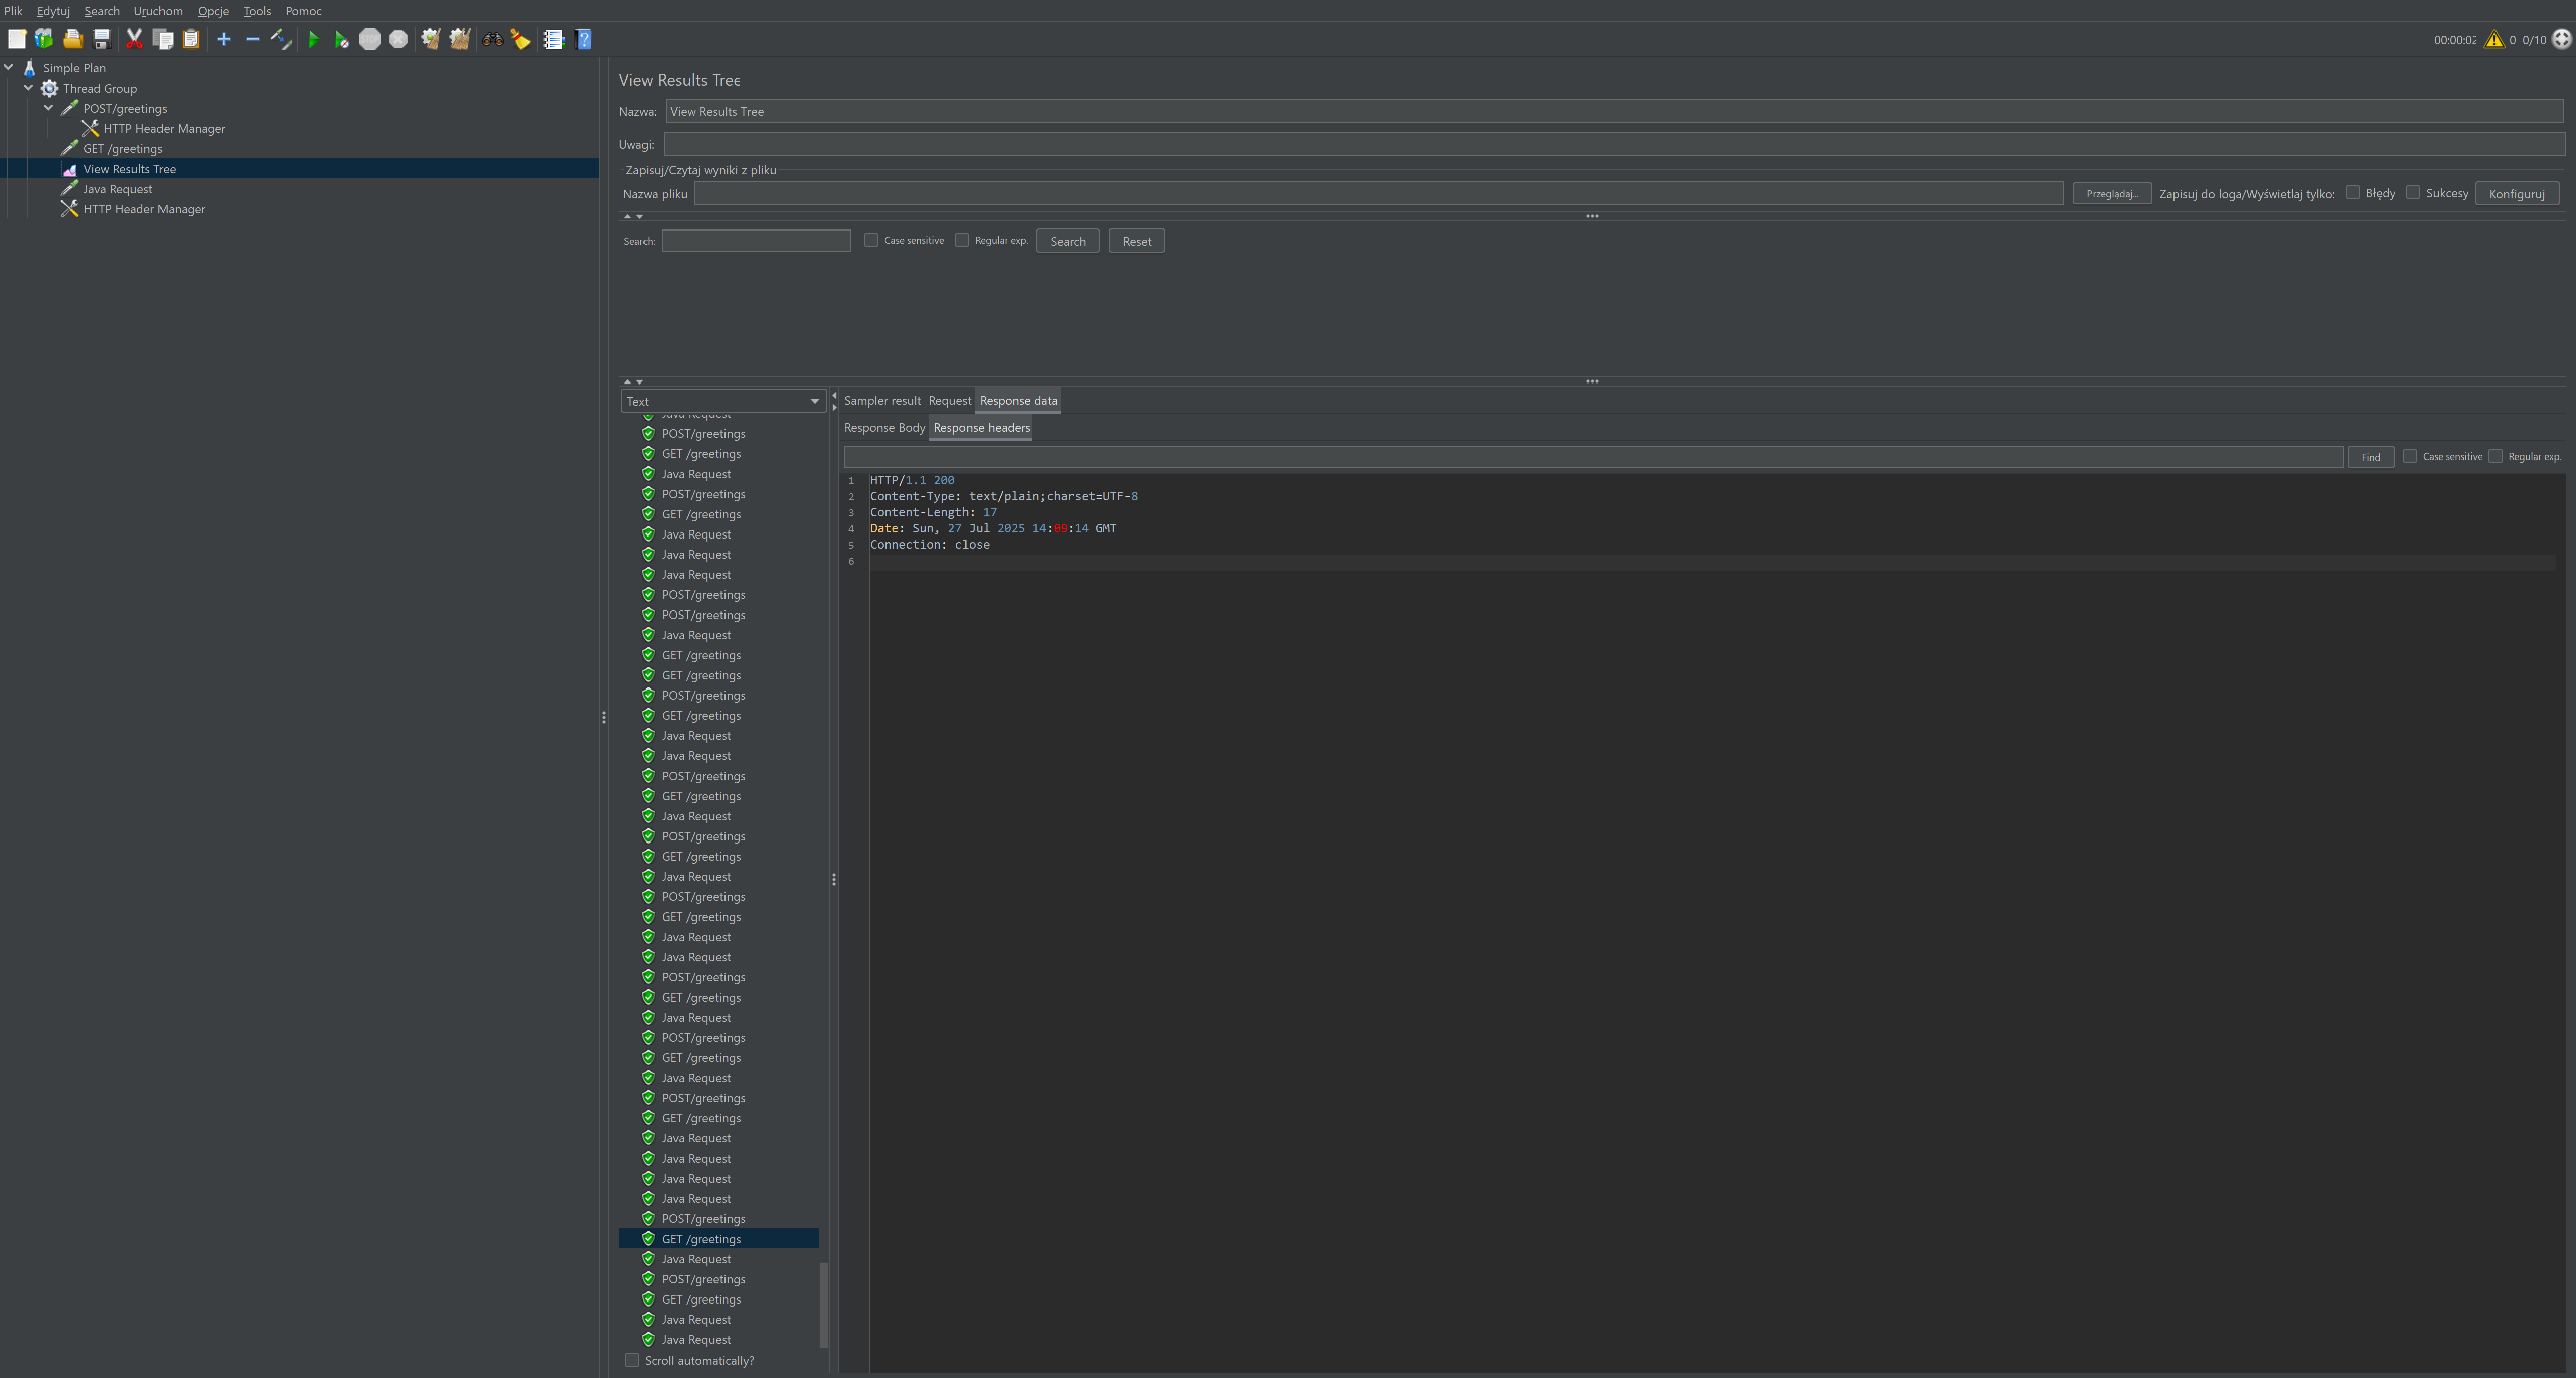 Plik Edytuj Search Uruchom Opcje Tools Pomoc
00:00:02 0 0/10
Simple Plan
Thread Group
POST/greetings
HTTP Header Manager
GET /greetings
View Results Tree
Java Request
HTTP Header Manager
View Results Tree
Nazwa: View Results Tree
Uwagi:
Zapisuj/Czytaj wyniki z pliku
Nazwa pliku Przeglądaj... Zapisuj do loga/Wyświetlaj tylko: Błędy Sukcesy Konfiguruj
Search: Case sensitive Regular exp. Search Reset
Text
Java Request
POST/greetings
GET /greetings
Java Request
POST/greetings
GET /greetings
Java Request
Java Request
Java Request
POST/greetings
POST/greetings
Java Request
GET /greetings
GET /greetings
POST/greetings
GET /greetings
Java Request
Java Request
POST/greetings
GET /greetings
Java Request
POST/greetings
GET /greetings
Java Request
POST/greetings
GET /greetings
Java Request
Java Request
POST/greetings
GET /greetings
Java Request
POST/greetings
GET /greetings
Java Request
POST/greetings
GET /greetings
Java Request
Java Request
Java Request
Java Request
POST/greetings
GET /greetings
Java Request
POST/greetings
GET /greetings
Java Request
Java Request
Scroll automatically?
Sampler result Request Response data
Response Body Response headers
Find Case sensitive Regular exp.
1 HTTP/1.1 200
2 Content-Type: text/plain;charset=UTF-8
3 Content-Length: 17
4 Date: Sun, 27 Jul 2025 14:09:14 GMT
5 Connection: close
6